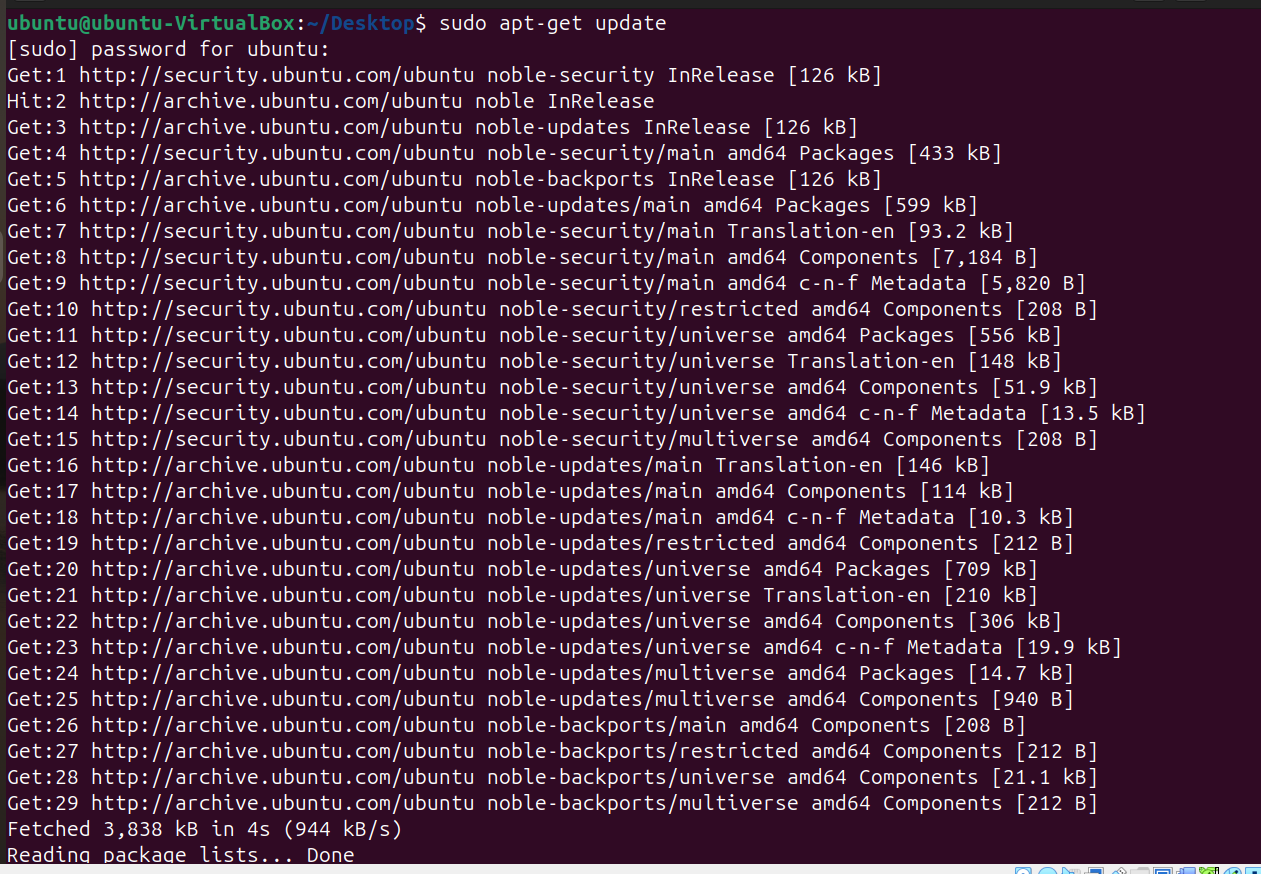 ubuntu@ubuntu-VirtualBox:~/Desktop$ sudo apt-get update
[sudo] password for ubuntu:
Get:1 http://security.ubuntu.com/ubuntu noble-security InRelease [126 kB]
Hit:2 http://archive.ubuntu.com/ubuntu noble InRelease
Get:3 http://archive.ubuntu.com/ubuntu noble-updates InRelease [126 kB]
Get:4 http://security.ubuntu.com/ubuntu noble-security/main amd64 Packages [433 kB]
Get:5 http://archive.ubuntu.com/ubuntu noble-backports InRelease [126 kB]
Get:6 http://archive.ubuntu.com/ubuntu noble-updates/main amd64 Packages [599 kB]
Get:7 http://security.ubuntu.com/ubuntu noble-security/main Translation-en [93.2 kB]
Get:8 http://security.ubuntu.com/ubuntu noble-security/main amd64 Components [7,184 B]
Get:9 http://security.ubuntu.com/ubuntu noble-security/main amd64 c-n-f Metadata [5,820 B]
Get:10 http://security.ubuntu.com/ubuntu noble-security/restricted amd64 Components [208 B]
Get:11 http://security.ubuntu.com/ubuntu noble-security/universe amd64 Packages [556 kB]
Get:12 http://security.ubuntu.com/ubuntu noble-security/universe Translation-en [148 kB]
Get:13 http://security.ubuntu.com/ubuntu noble-security/universe amd64 Components [51.9 kB]
Get:14 http://security.ubuntu.com/ubuntu noble-security/universe amd64 c-n-f Metadata [13.5 kB]
Get:15 http://security.ubuntu.com/ubuntu noble-security/multiverse amd64 Components [208 B]
Get:16 http://archive.ubuntu.com/ubuntu noble-updates/main Translation-en [146 kB]
Get:17 http://archive.ubuntu.com/ubuntu noble-updates/main amd64 Components [114 kB]
Get:18 http://archive.ubuntu.com/ubuntu noble-updates/main amd64 c-n-f Metadata [10.3 kB]
Get:19 http://archive.ubuntu.com/ubuntu noble-updates/restricted amd64 Components [212 B]
Get:20 http://archive.ubuntu.com/ubuntu noble-updates/universe amd64 Packages [709 kB]
Get:21 http://archive.ubuntu.com/ubuntu noble-updates/universe Translation-en [210 kB]
Get:22 http://archive.ubuntu.com/ubuntu noble-updates/universe amd64 Components [306 kB]
Get:23 http://archive.ubuntu.com/ubuntu noble-updates/universe amd64 c-n-f Metadata [19.9 kB]
Get:24 http://archive.ubuntu.com/ubuntu noble-updates/multiverse amd64 Packages [14.7 kB]
Get:25 http://archive.ubuntu.com/ubuntu noble-updates/multiverse amd64 Components [940 B]
Get:26 http://archive.ubuntu.com/ubuntu noble-backports/main amd64 Components [208 B]
Get:27 http://archive.ubuntu.com/ubuntu noble-backports/restricted amd64 Components [212 B]
Get:28 http://archive.ubuntu.com/ubuntu noble-backports/universe amd64 Components [21.1 kB]
Get:29 http://archive.ubuntu.com/ubuntu noble-backports/multiverse amd64 Components [212 B]
Fetched 3,838 kB in 4s (944 kB/s)
Reading package lists... Done